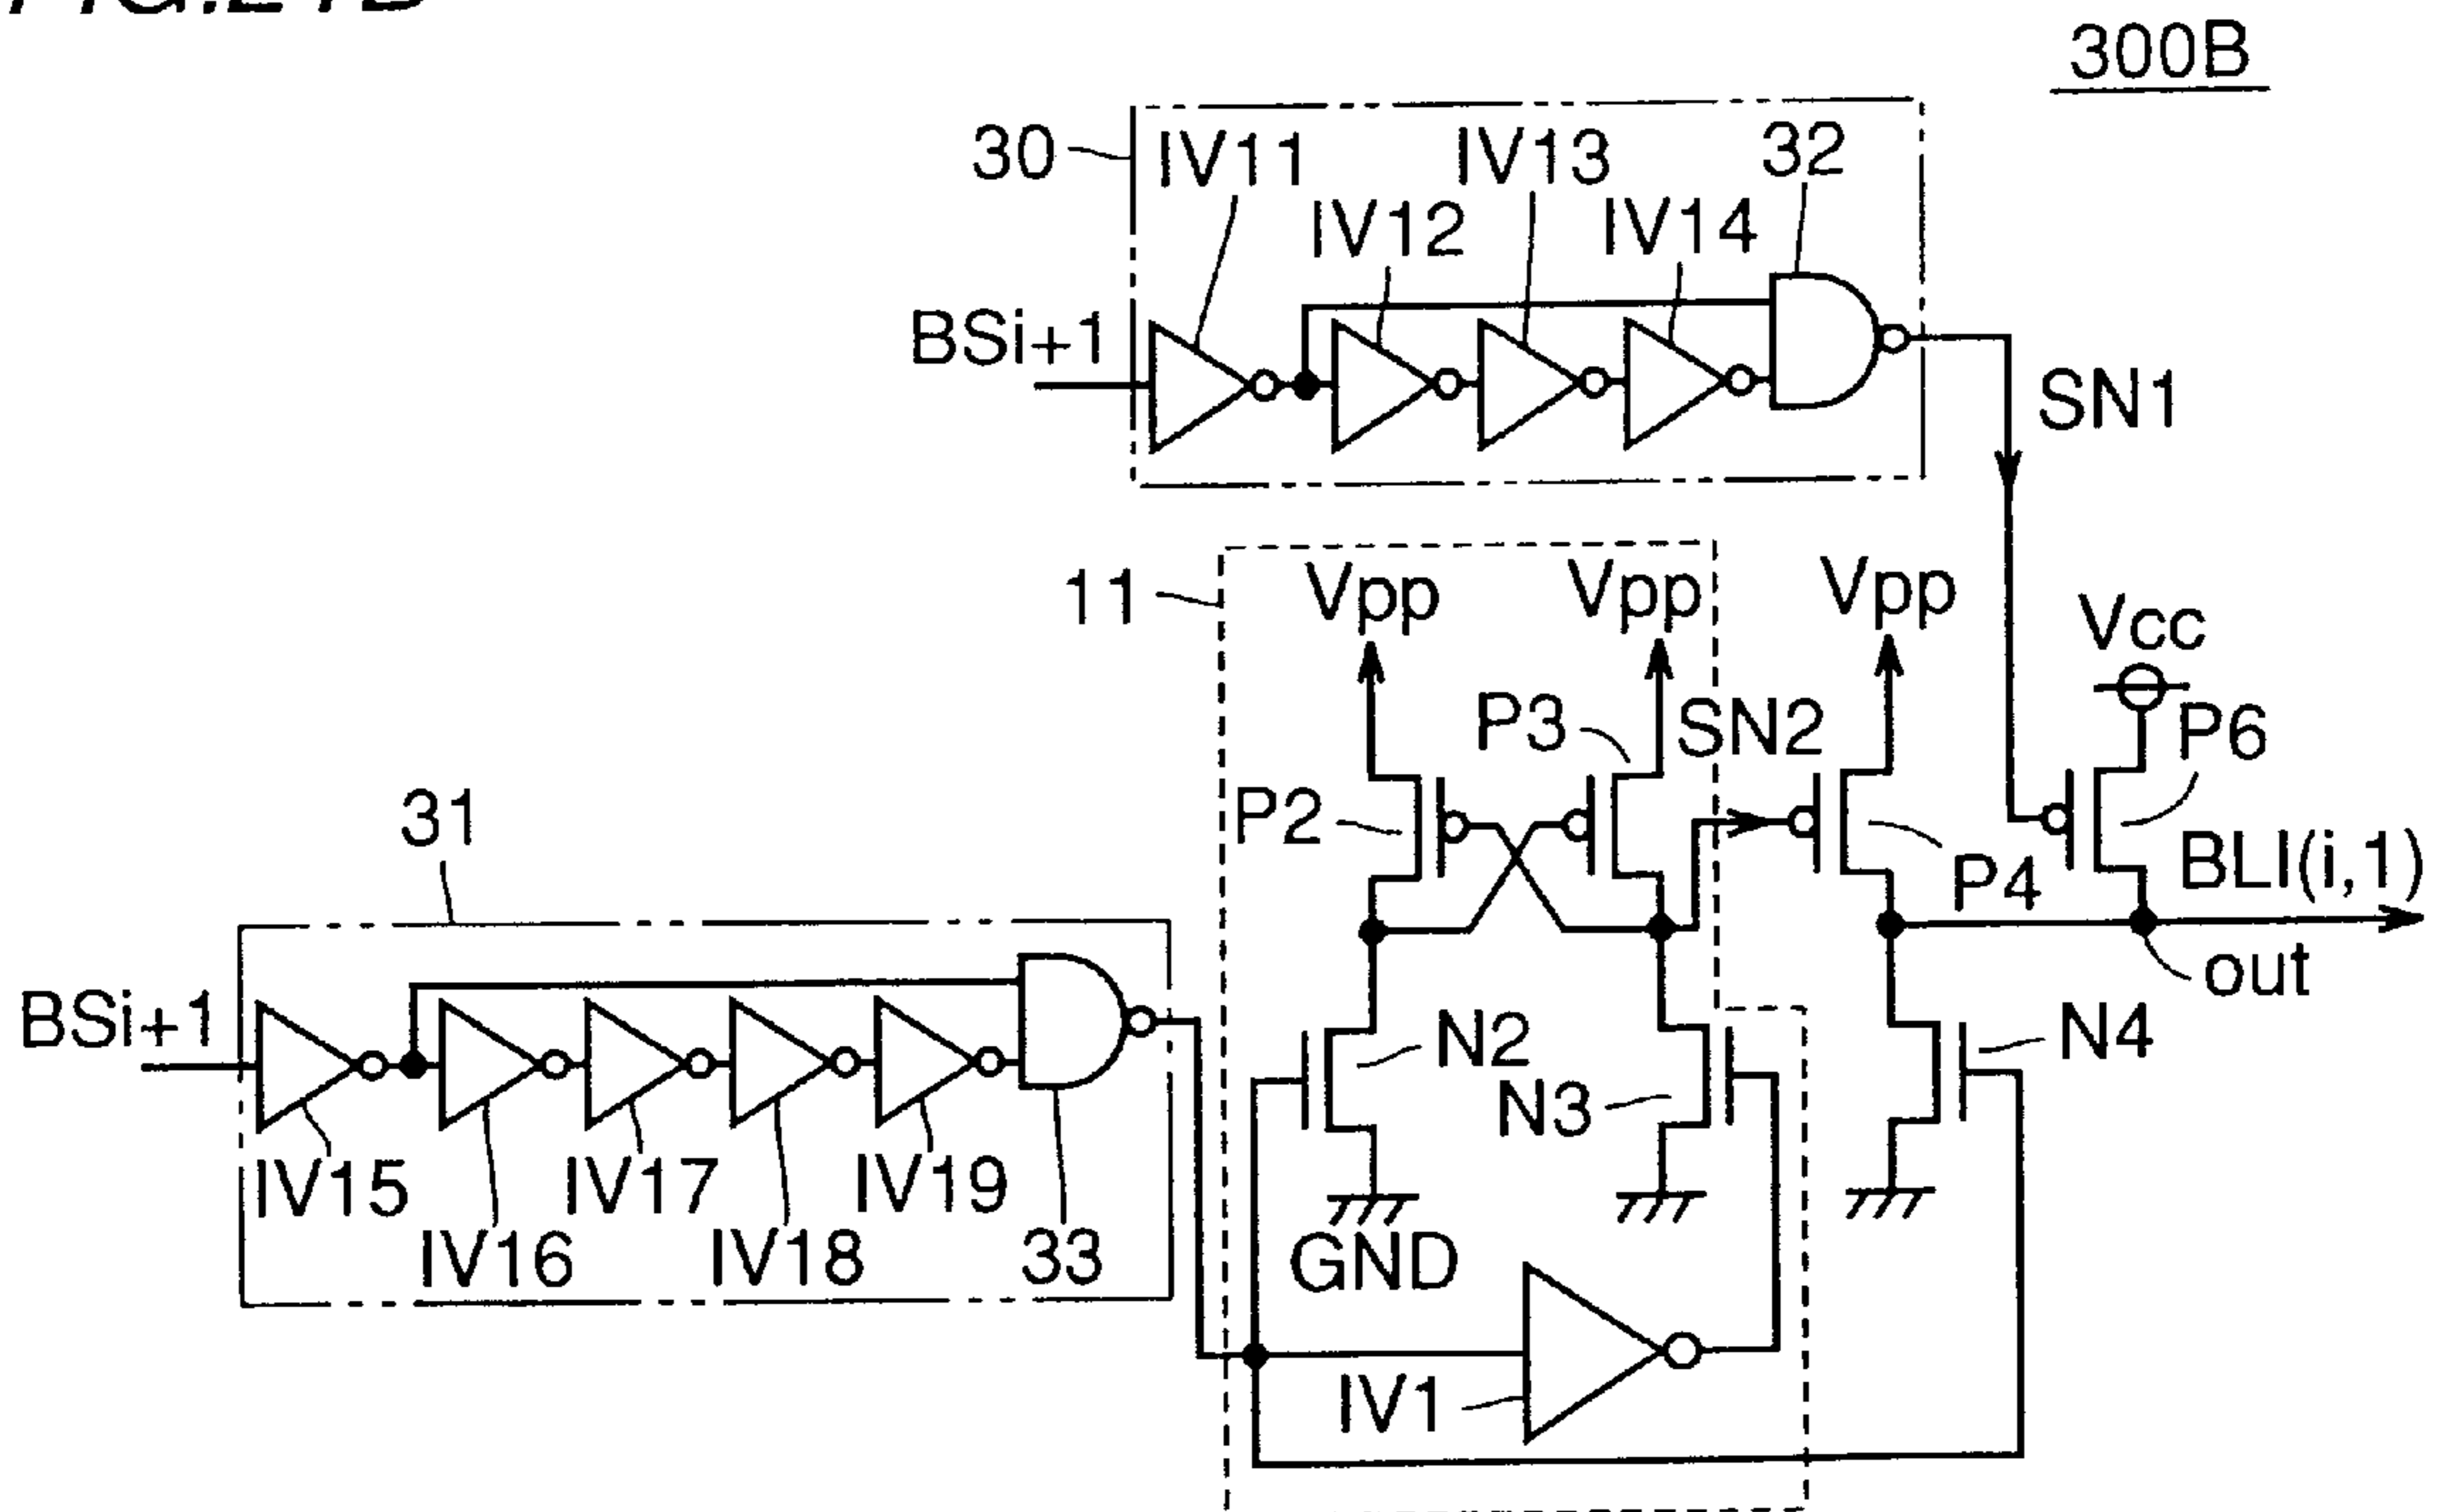 300B
30
IV11
IV13
32
IV12
IV14
BSi+1
SN1
11
Vpp
Vpp
Vpp
Vcc
P3
SN2
P6
P2
31
P4
BLI(i,1)
out
BSi+1
N2
N4
N3
IV15
IV17
IV19
IV16
IV18
33
GND
IV1